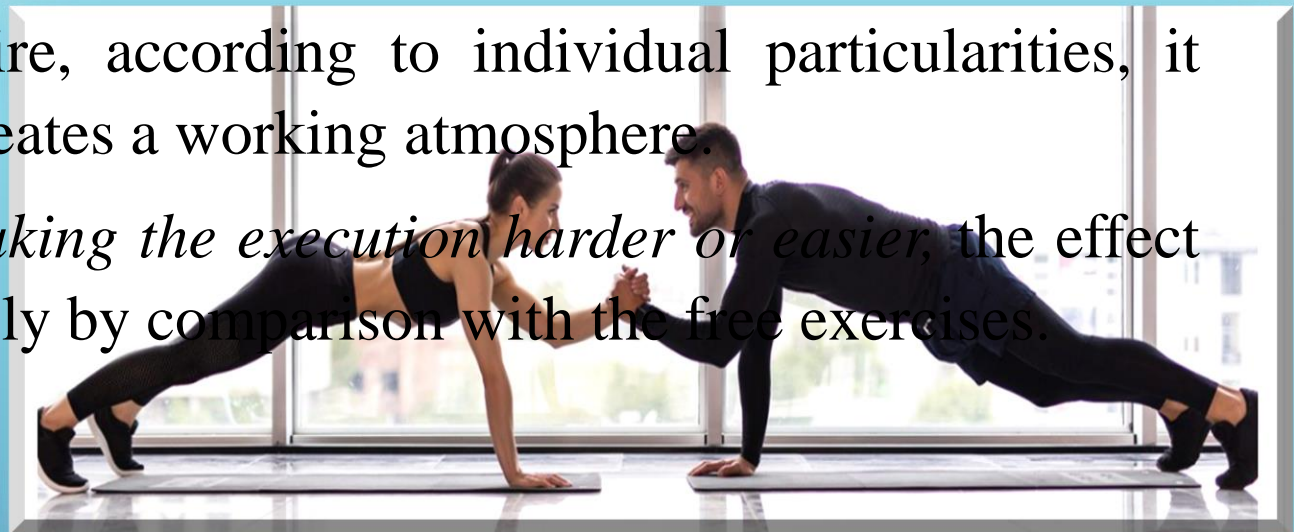 ire, according to individual particularities, it
eates a working atmosphere.
aking the execution harder or easier, the effect
ly by comparison with the free exercises.